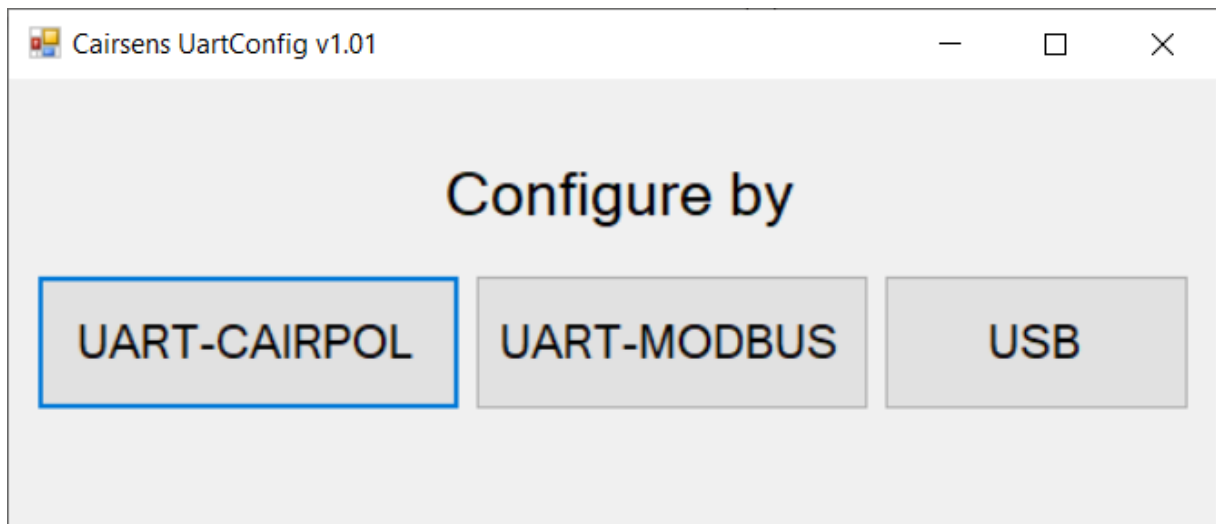 Cairsens UartConfig v1.01
Configure by
UART-CAIRPOL UART-MODBUS USB